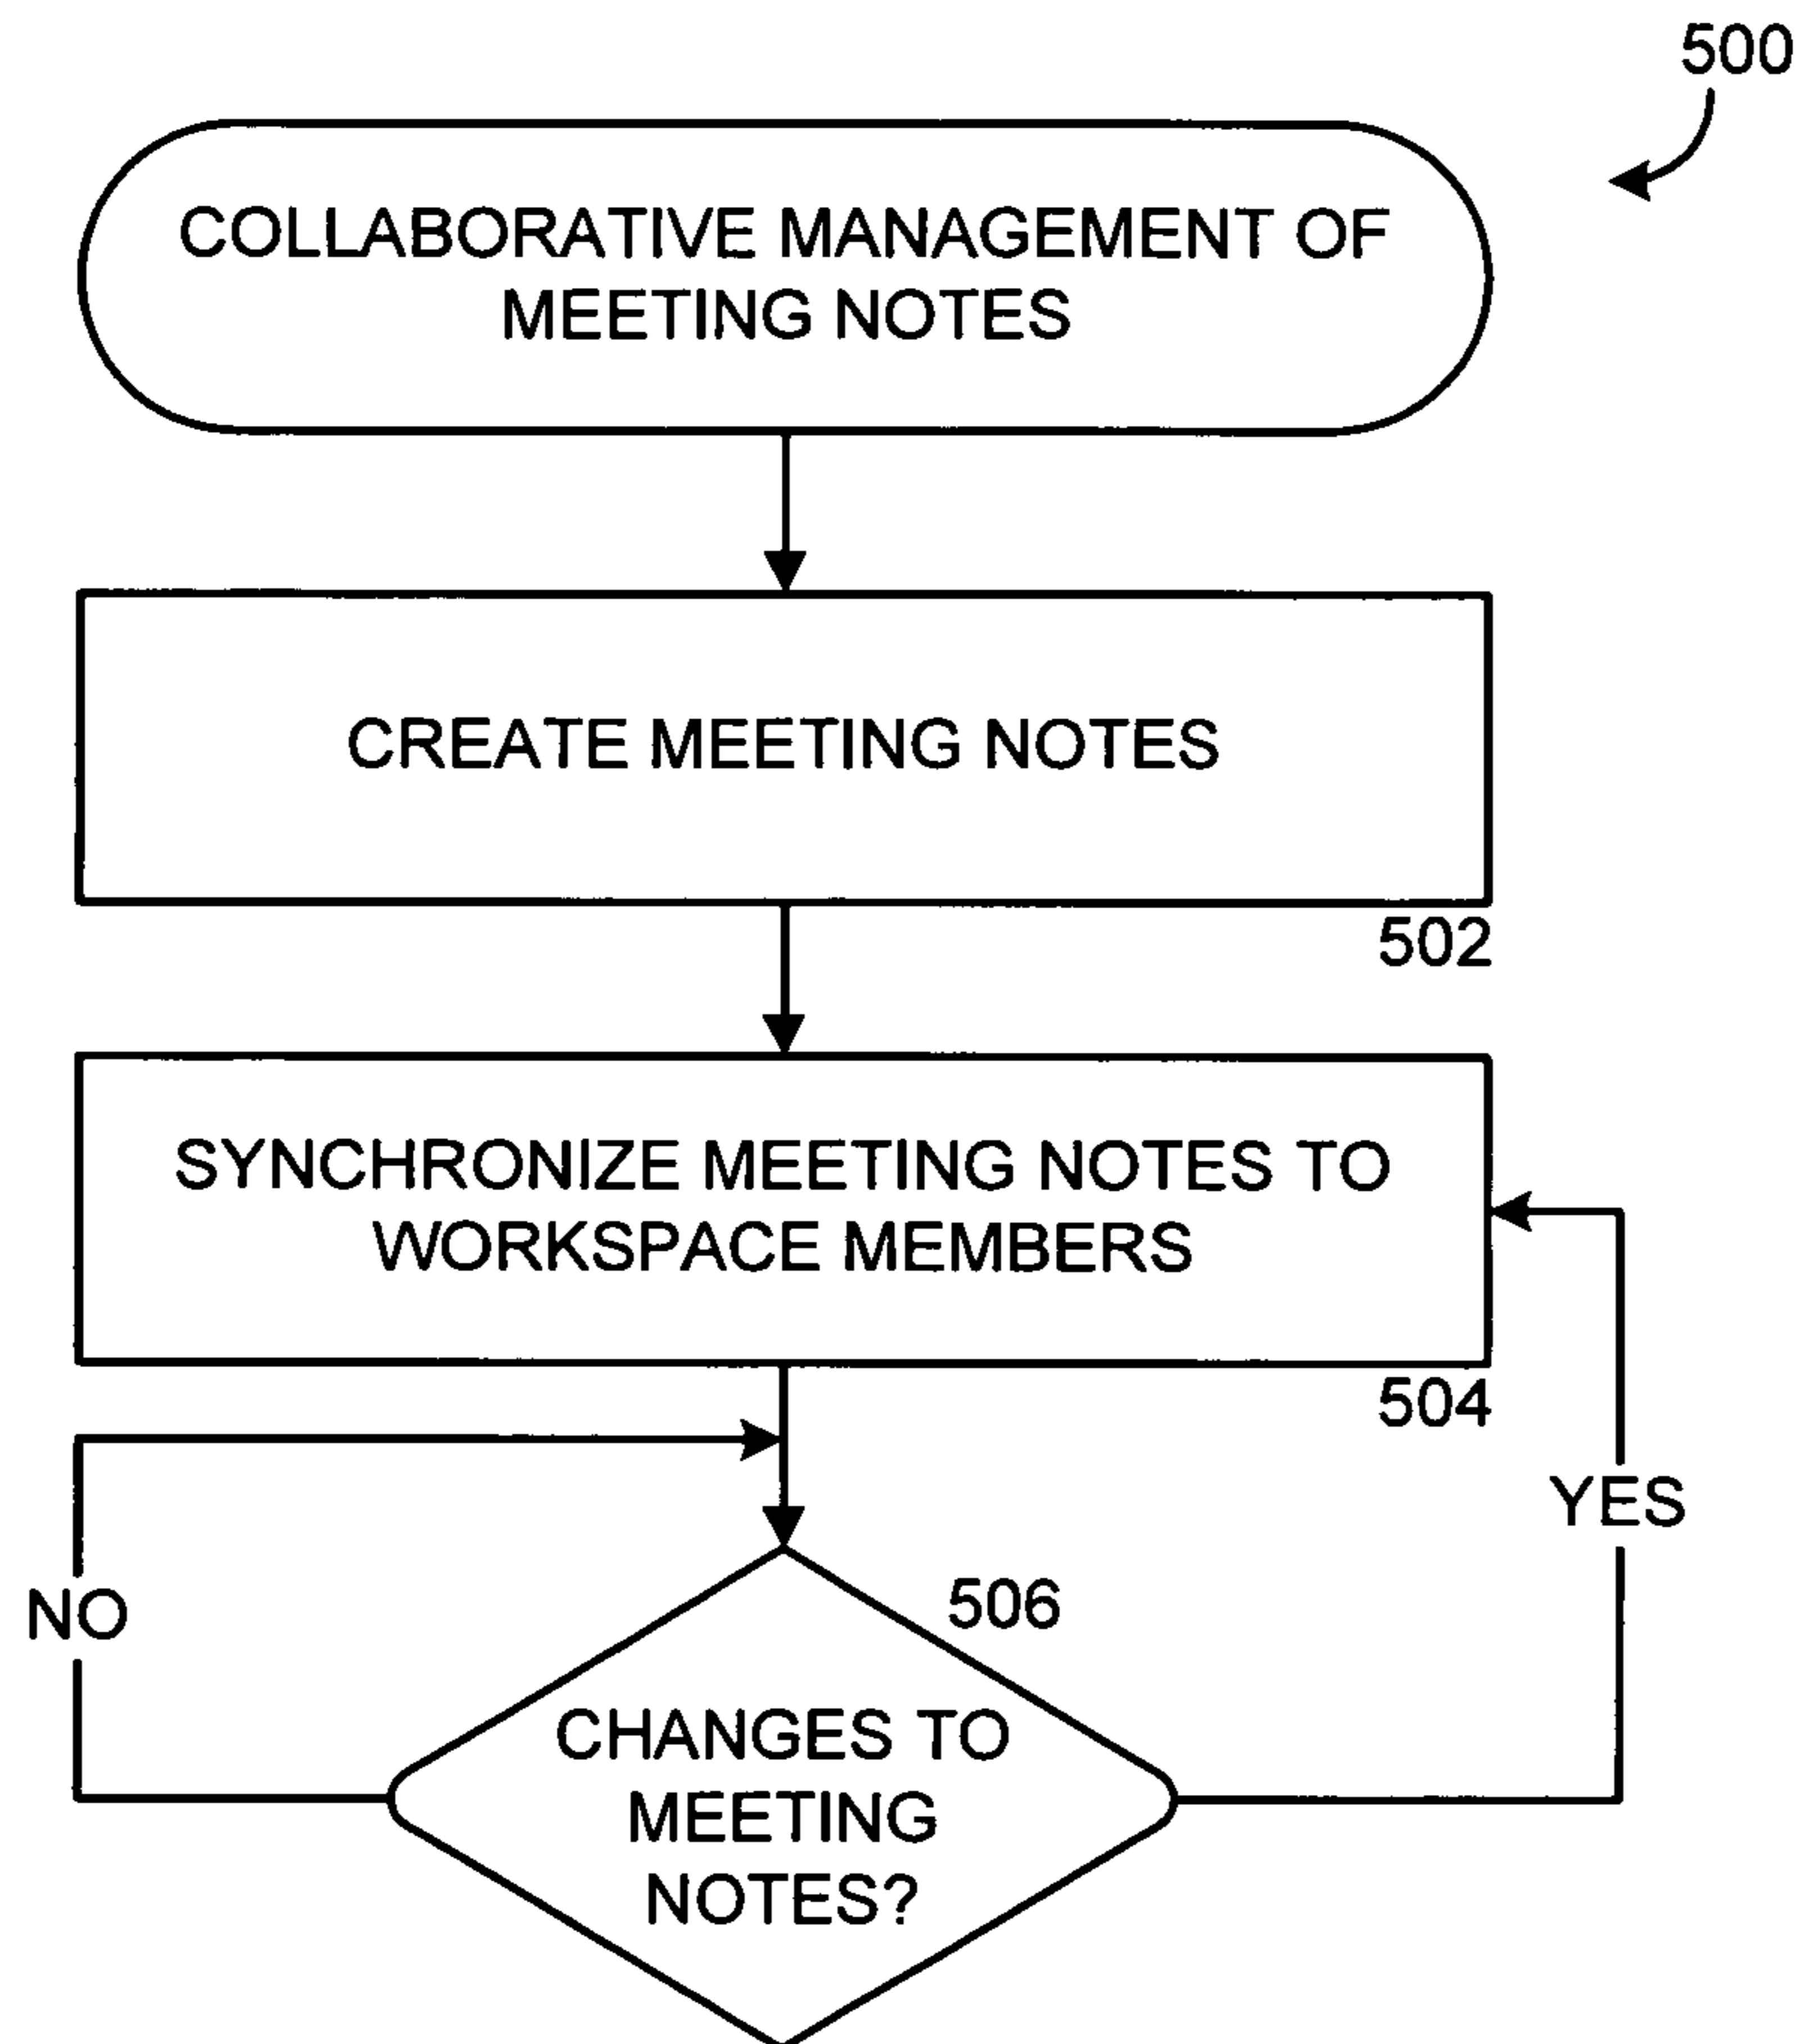 500
COLLABORATIVE MANAGEMENT OF
MEETING NOTES
CREATE MEETING NOTES
502
SYNCHRONIZE MEETING NOTES TO
WORKSPACE MEMBERS
504
YES
NO
506
CHANGES TO
MEETING
NOTES?